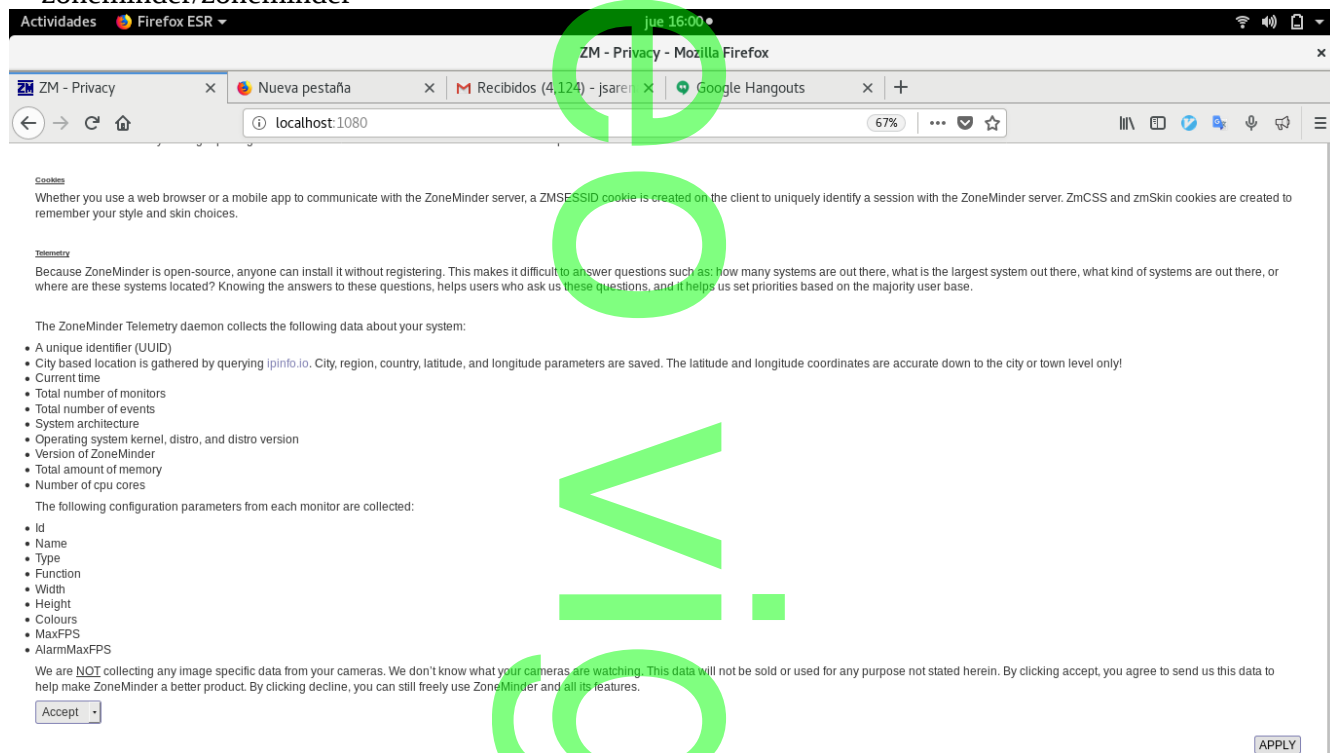 zoneminder/zoneminder
Actividades Firefox ESR jue 16:00
ZM - Privacy - Mozilla Firefox
ZM - Privacy Nueva pestaña Recibidos (4,124) - jsaren Google Hangouts
localhost:1080 67%
Cookies
Whether you use a web browser or a mobile app to communicate with the ZoneMinder server, a ZMSESSID cookie is created on the client to uniquely identify a session with the ZoneMinder server. ZmCSS and zmSkin cookies are created to
remember your style and skin choices.
Telemetry
Because ZoneMinder is open-source, anyone can install it without registering. This makes it difficult to answer questions such as: how many systems are out there, what is the largest system out there, what kind of systems are out there, or
where are these systems located? Knowing the answers to these questions, helps users who ask us these questions, and it helps us set priorities based on the majority user base.
The ZoneMinder Telemetry daemon collects the following data about your system:
A unique identifier (UUID)
City based location is gathered by querying ipinfo.io. City, region, country, latitude, and longitude parameters are saved. The latitude and longitude coordinates are accurate down to the city or town level only!
Current time
Total number of monitors
Total number of events
System architecture
Operating system kernel, distro, and distro version
Version of ZoneMinder
Total amount of memory
Number of cpu cores
The following configuration parameters from each monitor are collected:
Id
Name
Type
Function
Width
Height
Colours
MaxFPS
AlarmMaxFPS
We are NOT collecting any image specific data from your cameras. We don't know what your cameras are watching. This data will not be sold or used for any purpose not stated herein. By clicking accept, you agree to send us this data to
help make ZoneMinder a better product. By clicking decline, you can still freely use ZoneMinder and all its features.
Accept
APPLY